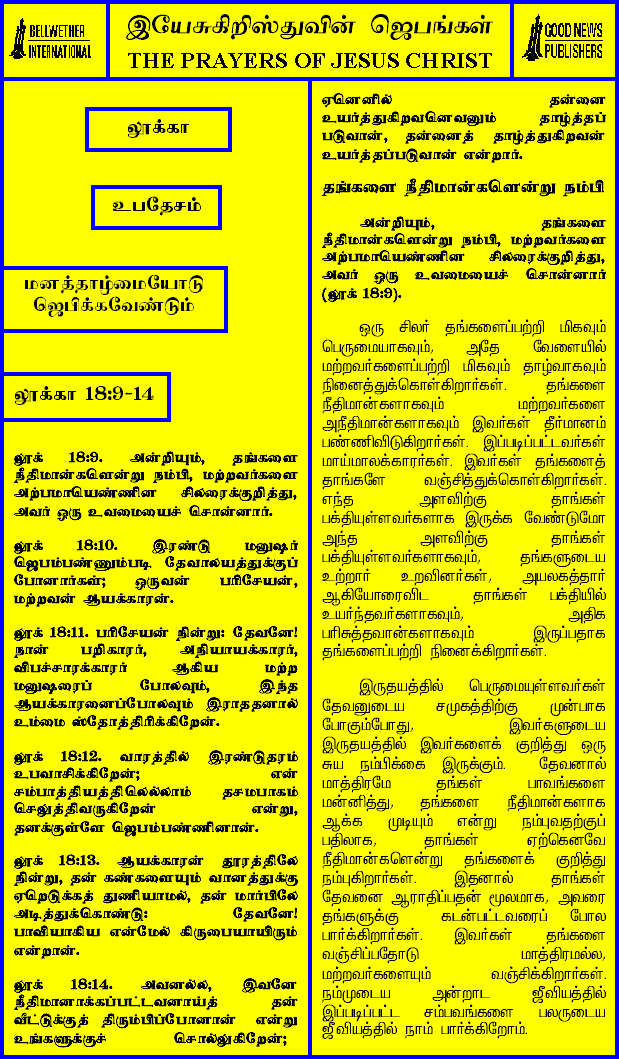 BELLWETHER
INTERNATIONAL
இயேசுகிறிஸ்துவின் ஜெபங்கள்
THE PRAYERS OF JESUS CHRIST
GOOD NEWS
PUBLISHERS
லூக்கா
உபதேசம்
மனத்தாழ்மையோடு
ஜெபிக்கவேண்டும்
லூக்கா 18:9-14
லூக் 18:9. அன்றியும், தங்களை
நீதிமான்களென்று நம்பி, மற்றவர்களை
அற்பமாயெண்ணின சிலரைக்குறித்து,
அவர் ஒரு உவமையைச் சொன்னார்.
லூக் 18:10. இரண்டு மனுஷர்
ஜெபம்பண்ணும்படி தேவாலயத்துக்குப்
போனார்கள்; ஒருவன் பரிசேயன்,
மற்றவன் ஆயக்காரன்.
லூக் 18:11. பரிசேயன் நின்று: தேவனே!
நான் பறிகாரர், அநியாயக்காரர்,
விபச்சாரக்காரர் ஆகிய மற்ற
மனுஷரைப் போலவும், இந்த
ஆயக்காரனைப்போலவும் இராததனால்
உம்மை ஸ்தோத்திரிக்கிறேன்.
லூக் 18:12. வாரத்தில் இரண்டுதரம்
உபவாசிக்கிறேன்; என்
சம்பாத்தியத்திலெல்லாம் தசமபாகம்
செலுத்திவருகிறேன் என்று,
தனக்குள்ளே ஜெபம்பண்ணினான்.
லூக் 18:13. ஆயக்காரன் தூரத்திலே
நின்று, தன் கண்களையும் வானத்துக்கு
ஏறெடுக்கத் துணியாமல், தன் மார்பிலே
அடித்துக்கொண்டு: தேவனே!
பாவியாகிய என்மேல் கிருபையாயிரும்
என்றான்.
லூக் 18:14. அவனல்ல, இவனே
நீதிமானாக்கப்பட்டவனாய்த் தன்
வீட்டுக்குத் திரும்பிப்போனான் என்று
உங்களுக்குச் சொல்லுகிறேன்;
ஏனெனில் தன்னை
உயர்த்துகிறவனெவனும் தாழ்த்தப்
படுவான், தன்னைத் தாழ்த்துகிறவன்
உயர்த்தப்படுவான் என்றார்.
தங்களை நீதிமான்களென்று நம்பி
அன்றியும், தங்களை
நீதிமான்களென்று நம்பி, மற்றவர்களை
அற்பமாயெண்ணின சிலரைக்குறித்து,
அவர் ஒரு உவமையைச் சொன்னார்
(லூக் 18:9).
ஒரு சிலர் தங்களைப்பற்றி மிகவும்
பெருமையாகவும், அதே வேளையில்
மற்றவர்களைப்பற்றி மிகவும் தாழ்வாகவும்
நினைத்துக்கொள்கிறார்கள். தங்களை
நீதிமான்களாகவும் மற்றவர்களை
அநீதிமான்களாகவும் இவர்கள் தீர்மானம்
பண்ணிவிடுகிறார்கள். இப்படிப்பட்டவர்கள்
மாய்மாலக்காரர்கள். இவர்கள் தங்களைத்
தாங்களே வஞ்சித்துக்கொள்கிறார்கள்.
எந்த அளவிற்கு தாங்கள்
பக்தியுள்ளவர்களாக இருக்க வேண்டுமோ
அந்த அளவிற்கு தாங்கள்
பக்தியுள்ளவர்களாகவும், தங்களுடைய
உற்றார் உறவினர்கள், அயலகத்தார்
ஆகியோரைவிட தாங்கள் பக்தியில்
உயர்ந்தவர்களாகவும், அதிக
பரிசுத்தவான்களாகவும் இருப்பதாக
தங்களைப்பற்றி நினைக்கிறார்கள்.
இருதயத்தில் பெருமையுள்ளவர்கள்
தேவனுடைய சமுகத்திற்கு முன்பாக
போகும்போது, இவர்களுடைய
இருதயத்தில் இவர்களைக் குறித்து ஒரு
சுய நம்பிக்கை இருக்கும். தேவனால்
மாத்திரமே தங்கள் பாவங்களை
மன்னித்து, தங்களை நீதிமான்களாக
ஆக்க முடியும் என்று நம்புவதற்குப்
பதிலாக, தாங்கள் ஏற்கெனவே
நீதிமான்களென்று தங்களைக் குறித்து
நம்புகிறார்கள். இதனால் தாங்கள்
தேவனை ஆராதிப்பதன் மூலமாக, அவரை
தங்களுக்கு கடன்பட்டவரைப் போல
பார்க்கிறார்கள். இவர்கள் தங்களை
வஞ்சிப்பதோடு மாத்திரமல்ல,
மற்றவர்களையும் வஞ்சிக்கிறார்கள்.
நம்முடைய அன்றாட ஜீவியத்தில்
இப்படிப்பட்ட சம்பவங்களை பலருடைய
ஜீவியத்தில் நாம் பார்க்கிறோம்.